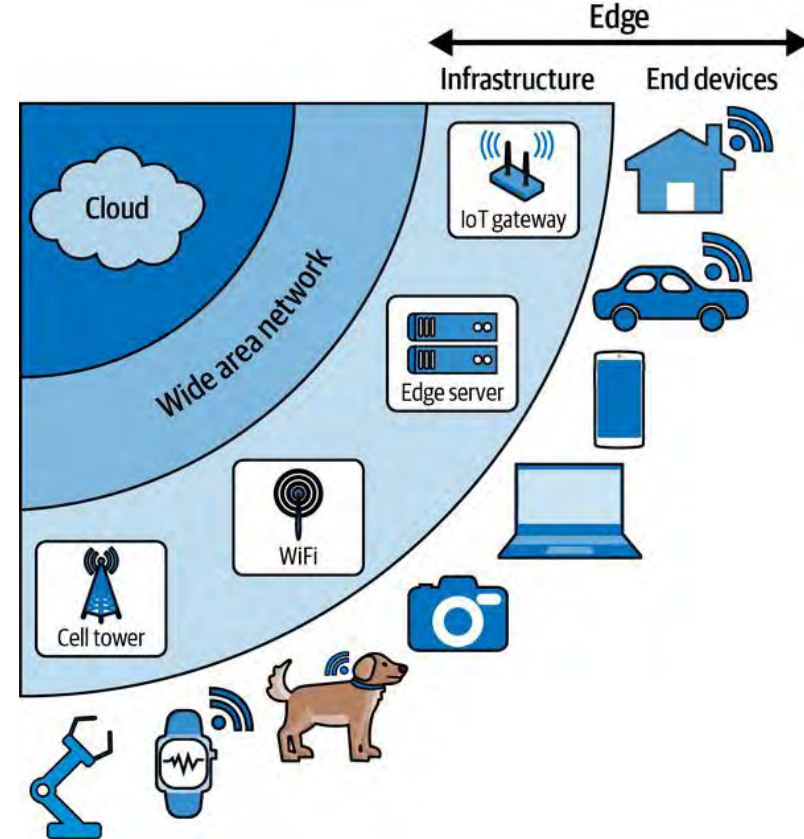 Edge
Infrastructure
End devices
Cloud
IoT gateway
Wide area network
Edge server
WiFi
Cell tower